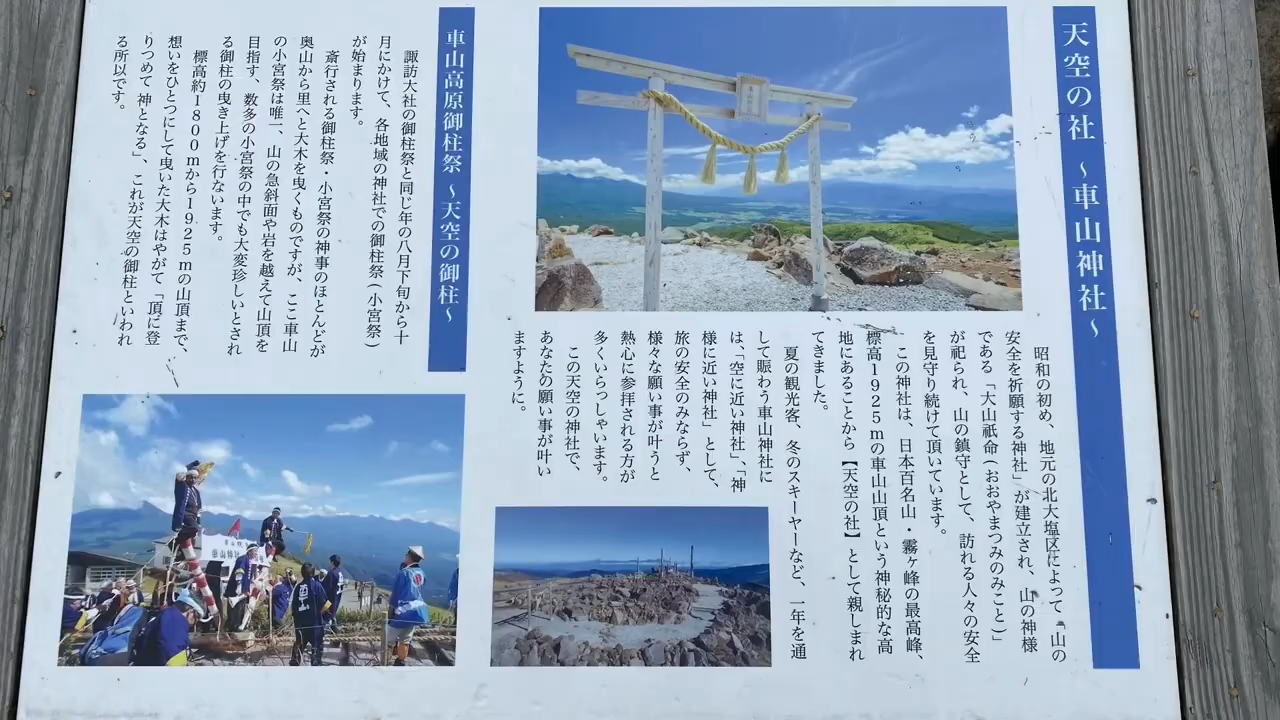 天空の社 ～車山神社～
昭和の初め、地元の北大塩区によって「山の
安全を祈願する神社」が建立され、山の神様
である「大山祇命(おおやまつみのみこと)」
が祀られ、山の鎮守として、訪れる人々の安全
を見守り続けて頂いています。
この神社は、日本百名山・霧ヶ峰の最高峰、
標高1925mの車山山頂という神秘的な高
地にあることから【天空の社】として親しまれ
てきました。
夏の観光客、冬のスキーヤーなど、一年を通
して賑わう車山神社に
は、「空に近い神社」、「神
様に近い神社」として、
旅の安全のみならず、
様々な願い事が叶うと
熱心に参拝される方が
多くいらっしゃいます。
この天空の神社で、
あなたの願い事が叶い
ますように。
車山高原御柱祭 ～天空の御柱～
諏訪大社の御柱祭と同じ年の八月下旬から十
月にかけて、各地域の神社での御柱祭(小宮祭)
が始まります。
斎行される御柱祭・小宮祭の神事のほとんどが
奥山から里へと大木を曳くものですが、ここ車山
の小宮祭は唯一、山の急斜面や岩を越えて山頂を
目指す、数多の小宮祭の中でも大変珍しいとされ
る御柱の曳き上げを行ないます。
標高約1800mから1925mの山頂まで、
想いをひとつにして曳いた大木はやがて「頂に登
りつめて 神となる」、これが天空の御柱といわれ
る所以です。